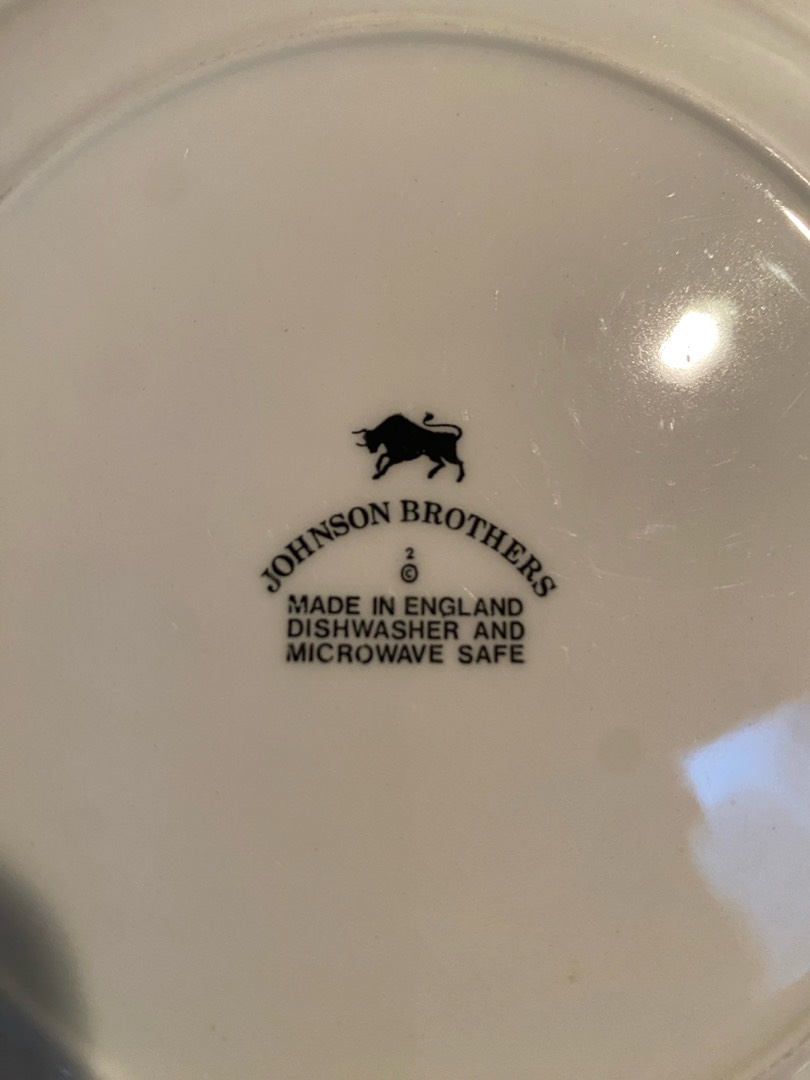 JOHNSON BROTHERS
2
©
MADE IN ENGLAND
DISHWASHER AND
MICROWAVE SAFE